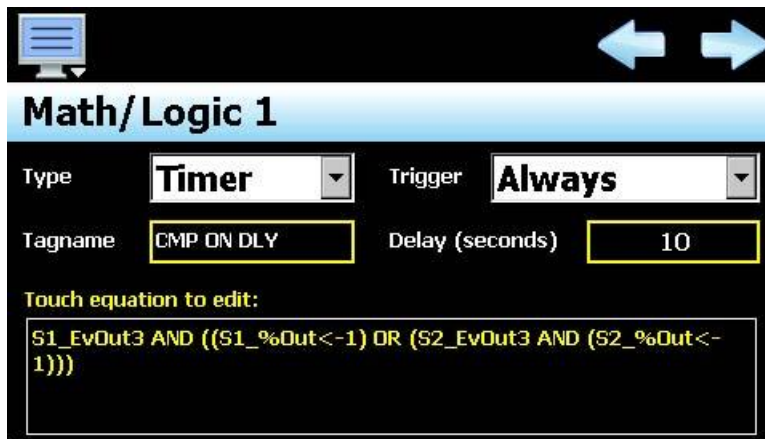 Math/Logic 1
Type Timer Trigger Always
Tagname CMP ON DLY Delay (seconds) 10
Touch equation to edit:
S1_EvOut3 AND ((S1_%Out<-1) OR (S2_EvOut3 AND (S2_%Out<-
1)))